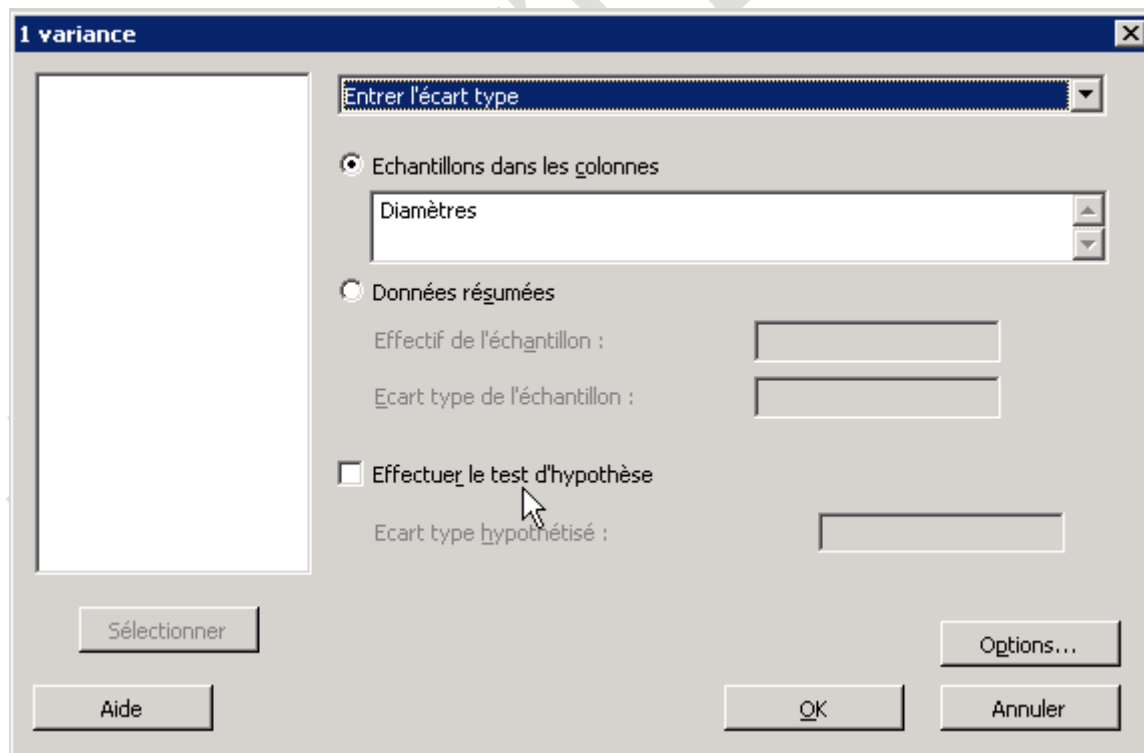 1 variance
Entrer l'écart type
Echantillons dans les colonnes
Diamètres
Données résumées
Effectif de l'échantillon :
Ecart type de l'échantillon :
Effectuer le test d'hypothèse
Ecart type hypothétisé :
Sélectionner
Options...
Aide
OK
Annuler